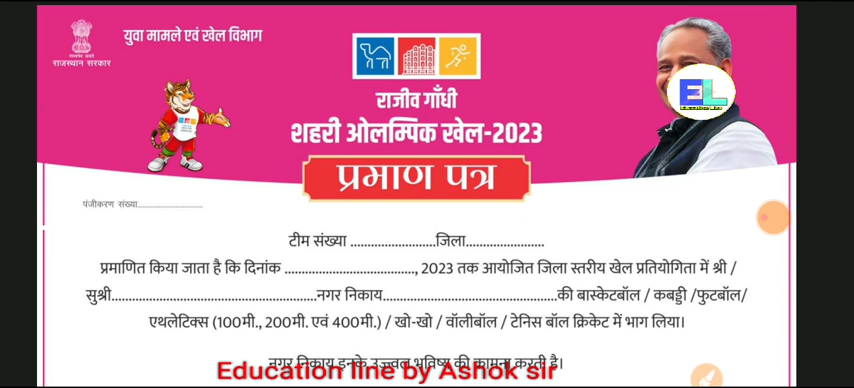 युवा मामले एवं खेल विभाग
राजस्थान सरकार
राजीव गाँधी
शहरी ओलम्पिक खेल-2023
प्रमाण पत्र
EL
पंजीकरण संख्या..............................
टीम संख्या .........................जिला.......................
प्रमाणित किया जाता है कि दिनांक ......................................, 2023 तक आयोजित जिला स्तरीय खेल प्रतियोगिता में श्री /
सुश्री............................................................नगर निकाय...................................................की बास्केटबॉल / कबड्डी /फुटबॉल/
एथलेटिक्स (100मी., 200मी. एवं 400मी.) / खो-खो / वॉलीबॉल / टेनिस बॉल क्रिकेट में भाग लिया।
नगर निकाय इनके उज्ज्वल भविष्य की कामना करती है।
Education line by Ashok sir